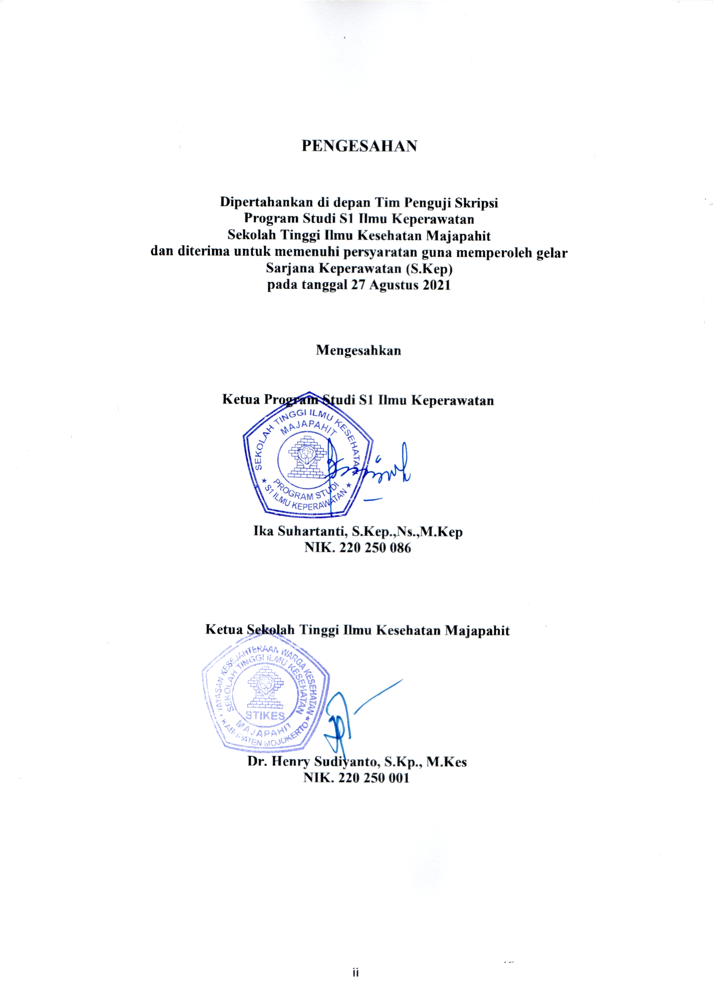 PENGESAHAN
Dipertahankan di depan Tim Penguji Skripsi
Program Studi S1 Ilmu Keperawatan
Sekolah Tinggi Ilmu Kesehatan Majapahit
dan diterima untuk memenuhi persyaratan guna memperoleh gelar
Sarjana Keperawatan (S.Kep)
pada tanggal 27 Agustus 2021
Mengesahkan
Ketua Program Studi S1 Ilmu Keperawatan
SEKOLAH TINGGI ILMU KESEHATAN
MAJAPAHIT
PROGRAM STUDI
★ S1 ILMU KEPERAWATAN ★
Ika Suhartanti, S.Kep.,Ns.,M.Kep
NIK. 220 250 086
Ketua Sekolah Tinggi Ilmu Kesehatan Majapahit
YAYASAN KESEJAHTERAAN WARGA KESEHATAN
SEKOLAH TINGGI ILMU KESEHATAN
STIKES
MAJAPAHIT
★ KABUPATEN MOJOKERTO ★
Dr. Henry Sudiyanto, S.Kp., M.Kes
NIK. 220 250 001
ii